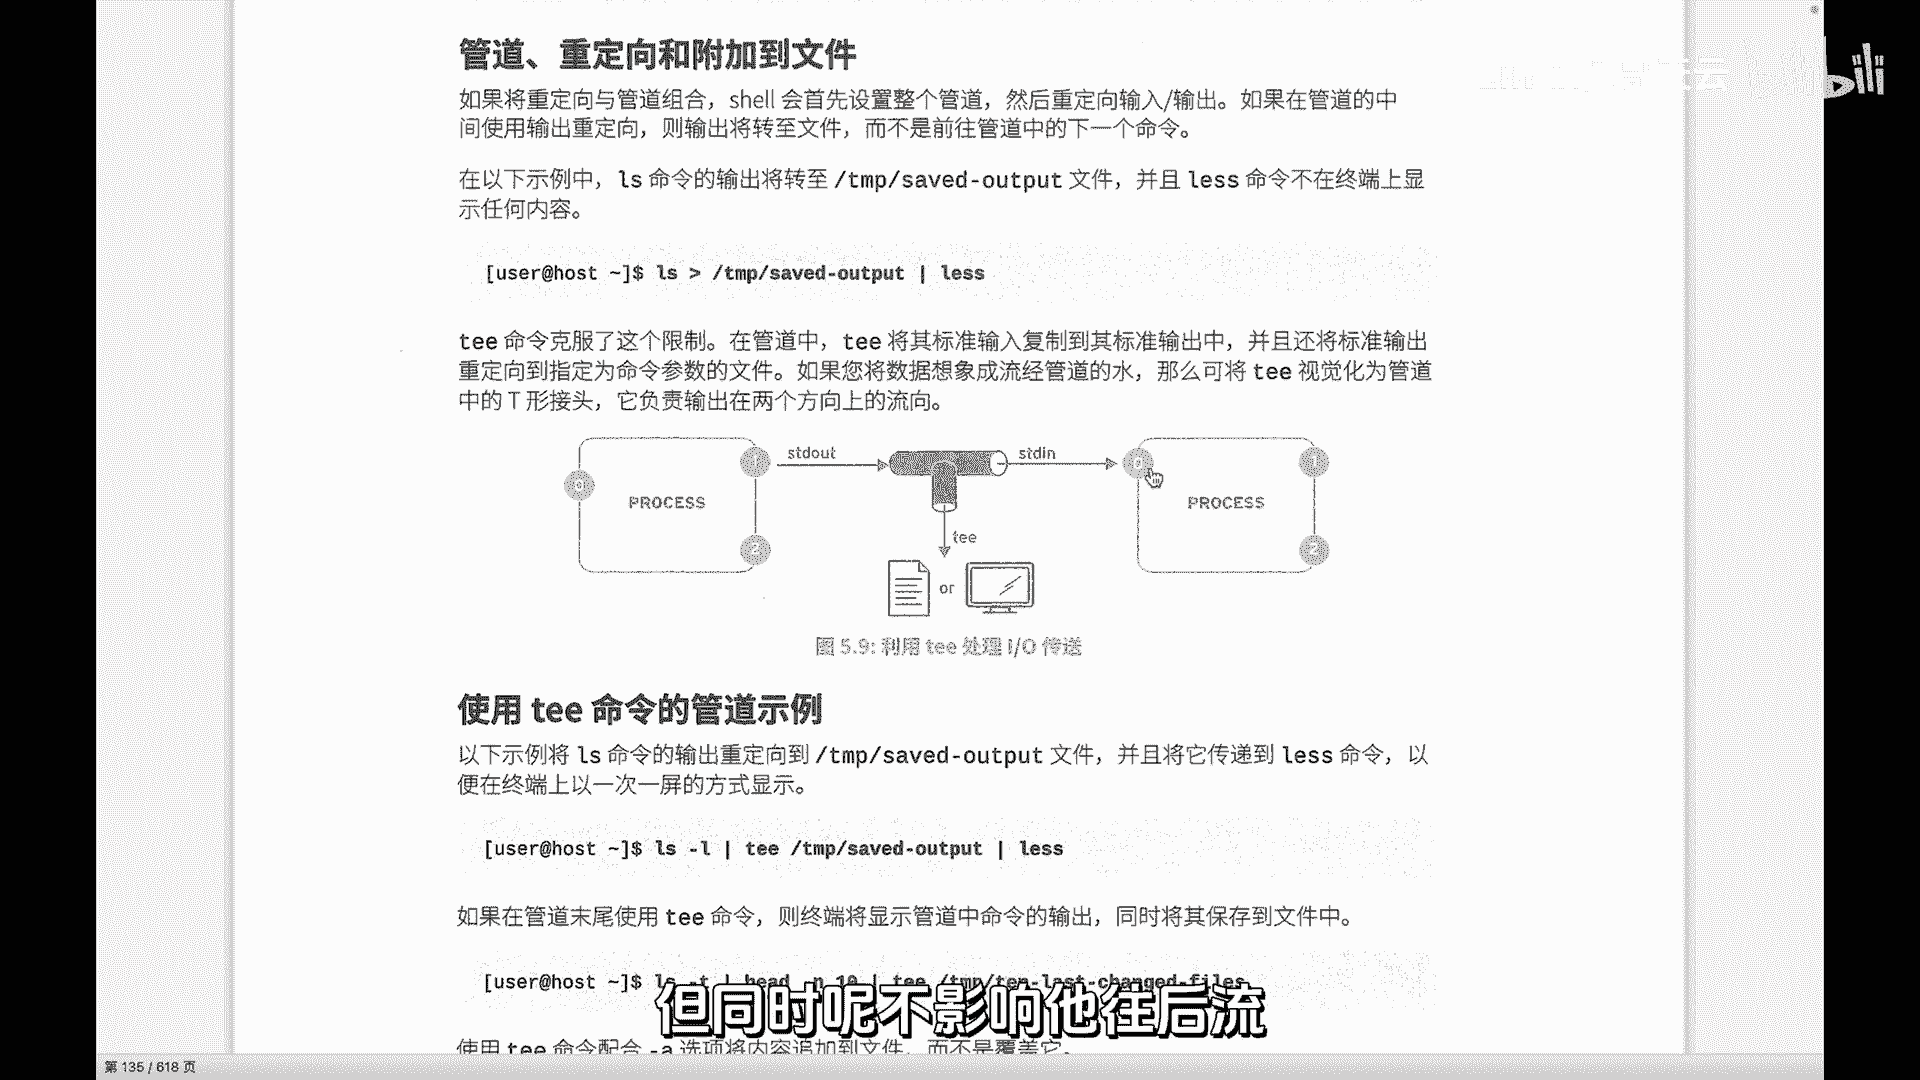 管道、重定向和附加到文件
如果将重定向与管道组合，shell 会首先设置整个管道，然后重定向输入/输出。如果在管道的中
间使用输出重定向，则输出将转至文件，而不是前往管道中的下一个命令。
在以下示例中，ls 命令的输出将转至 /tmp/saved-output 文件，并且 less 命令不在终端上显
示任何内容。
[user@host ~]$ ls > /tmp/saved-output | less
tee 命令克服了这个限制。在管道中，tee 将其标准输入复制到其标准输出中，并且还将标准输出
重定向到指定为命令参数的文件。如果您将数据想象成流经管道的水，那么可将 tee 视觉化为管道
中的 T 形接头，它负责输出在两个方向上的流向。
0 PROCESS 1 2
stdout
stdin
tee
or
0 PROCESS 1 2
图 5.9: 利用 tee 处理 I/O 传送
使用 tee 命令的管道示例
以下示例将 ls 命令的输出重定向到 /tmp/saved-output 文件，并且将它传递到 less 命令，以
便在终端上以一次一屏的方式显示。
[user@host ~]$ ls -l | tee /tmp/saved-output | less
如果在管道末尾使用 tee 命令，则终端将显示管道中命令的输出，同时将其保存到文件中。
[user@host ~]$ ls -t | head -n 10 | tee /tmp/ten-last-changed-files
但同时呢不影响他往后流
使用 tee 命令配合 -a 选项将内容追加到文件，而不是覆盖它。
第 135 / 618 页